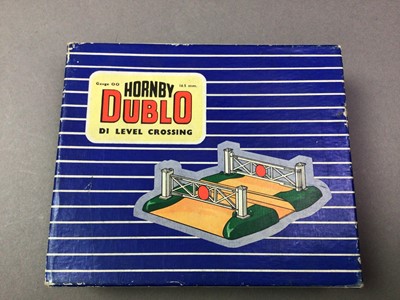 Gauge OO 16.5 mm.
HORNBY
DUBLO
D1 LEVEL CROSSING